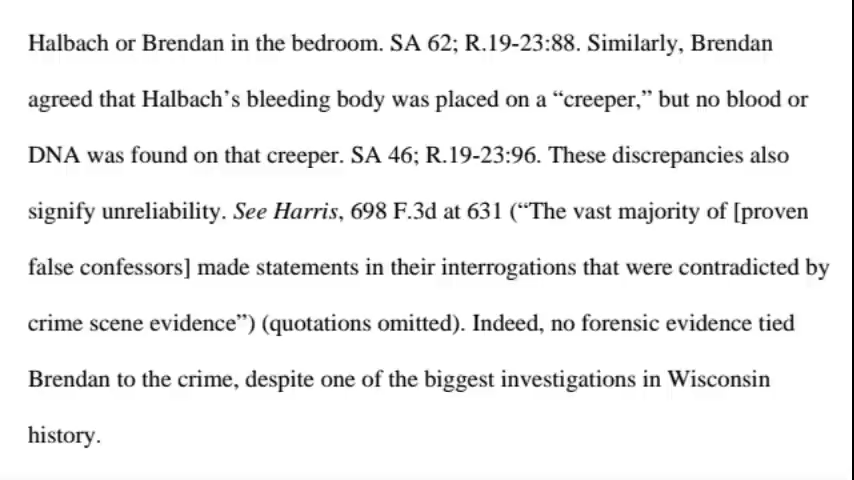 Halbach or Brendan in the bedroom. SA 62; R.19-23:88. Similarly, Brendan
agreed that Halbach’s bleeding body was placed on a “creeper,” but no blood or
DNA was found on that creeper. SA 46; R.19-23:96. These discrepancies also
signify unreliability. See Harris, 698 F.3d at 631 (“The vast majority of [proven
false confessors] made statements in their interrogations that were contradicted by
crime scene evidence”) (quotations omitted). Indeed, no forensic evidence tied
Brendan to the crime, despite one of the biggest investigations in Wisconsin
history.